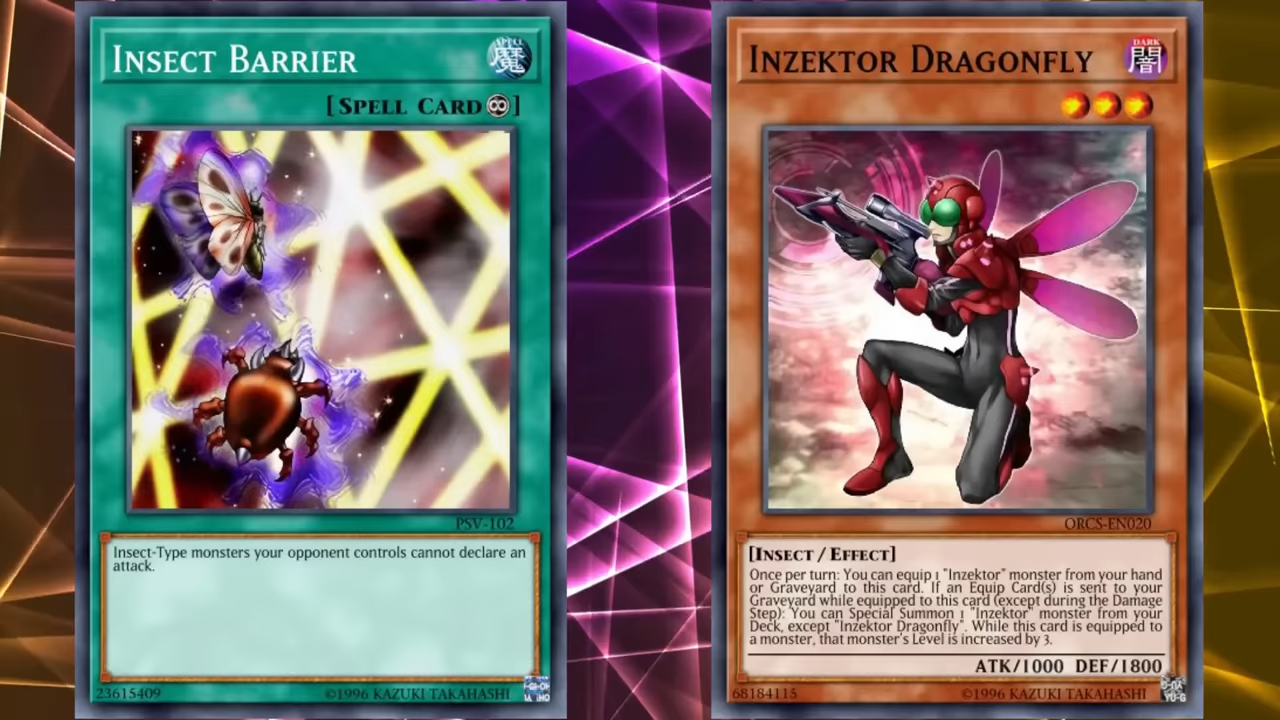 INSECT BARRIER
SPELL
魔
[SPELL CARD]
PSV-102
Insect-Type monsters your opponent controls cannot declare an
attack.
23615409
©1996 KAZUKI TAKAHASHI
INZEKTOR DRAGONFLY
DARK
闇
ORCS-EN020
[INSECT / EFFECT]
Once per turn: You can equip 1 "Inzektor" monster from your hand
or Graveyard to this card. If an Equip Card(s) is sent to your
Graveyard while equipped to this card (except during the Damage
Step): You can Special Summon 1 "Inzektor" monster from your
Deck, except "Inzektor Dragonfly". While this card is equipped to
a monster, that monster's Level is increased by 3.
ATK/1000 DEF/1800
68184115
©1996 KAZUKI TAKAHASHI